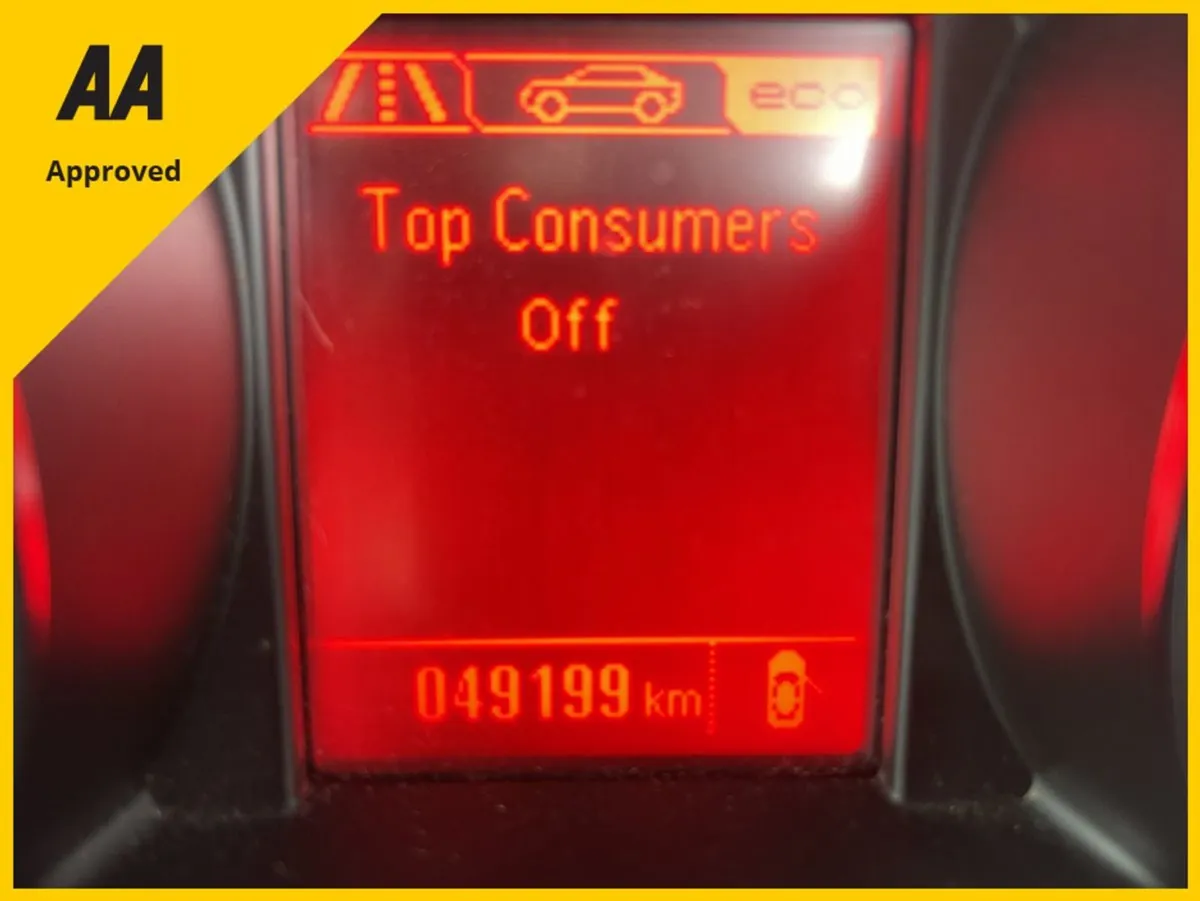 AA
Approved
eco
Top Consumers
Off
049199 km